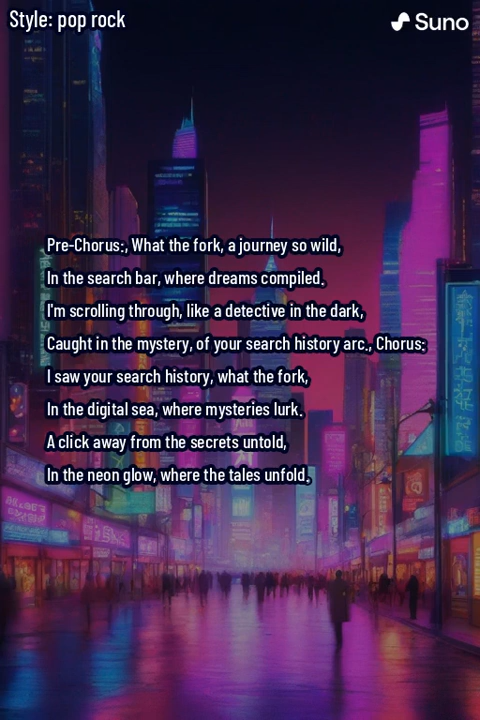 Style: pop rock
Suno
Pre-Chorus:, What the fork, a journey so wild,
In the search bar, where dreams compiled.
I'm scrolling through, like a detective in the dark,
Caught in the mystery, of your search history arc., Chorus:
I saw your search history, what the fork,
In the digital sea, where mysteries lurk.
A click away from the secrets untold,
In the neon glow, where the tales unfold.